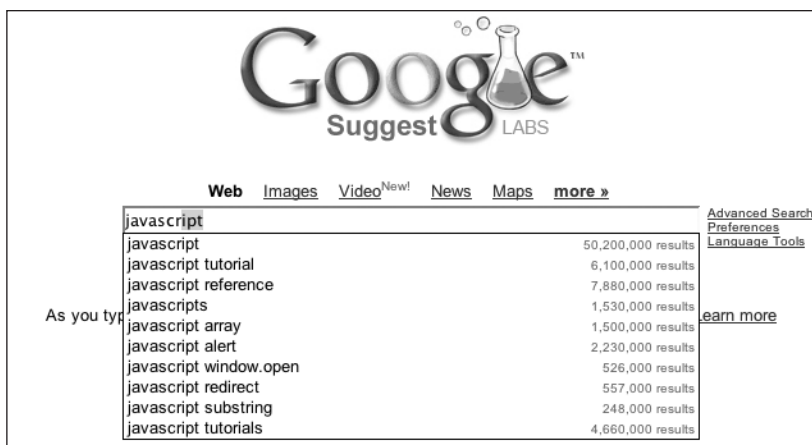 Google™
Suggest LABS
Web Images Video New! News Maps more »
javascript
Advanced Search
Preferences
Language Tools
javascript 50,200,000 results
javascript tutorial 6,100,000 results
javascript reference 7,880,000 results
javascripts 1,530,000 results
javascript array 1,500,000 results
javascript alert 2,230,000 results
javascript window.open 526,000 results
javascript redirect 557,000 results
javascript substring 248,000 results
javascript tutorials 4,660,000 results
As you typ earn more